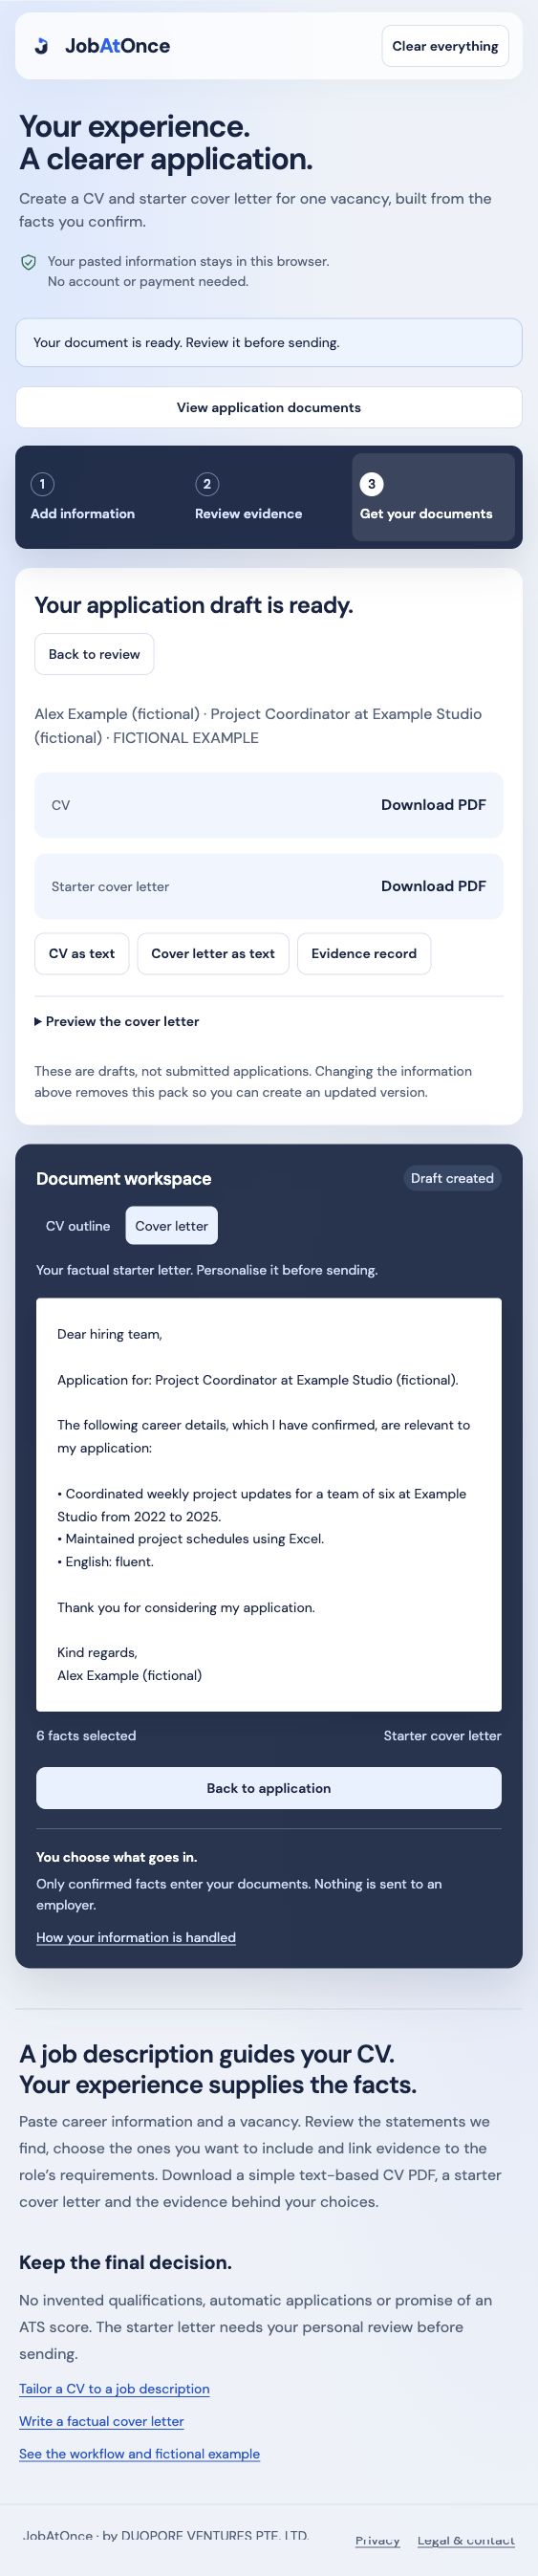 JobAtOnce
Clear everything
Your experience.
A clearer application.
Create a CV and starter cover letter for one vacancy, built from the
facts you confirm.
Your pasted information stays in this browser.
No account or payment needed.
Your document is ready. Review it before sending.
View application documents
1
Add information
2
Review evidence
3
Get your documents
Your application draft is ready.
Back to review
Alex Example (fictional) · Project Coordinator at Example Studio
(fictional) · FICTIONAL EXAMPLE
CV
Download PDF
Starter cover letter
Download PDF
CV as text
Cover letter as text
Evidence record
▶ Preview the cover letter
These are drafts, not submitted applications. Changing the information
above removes this pack so you can create an updated version.
Document workspace
Draft created
CV outline
Cover letter
Your factual starter letter. Personalise it before sending.
Dear hiring team,
Application for: Project Coordinator at Example Studio (fictional).
The following career details, which I have confirmed, are relevant to
my application:
• Coordinated weekly project updates for a team of six at Example
Studio from 2022 to 2025.
• Maintained project schedules using Excel.
• English: fluent.
Thank you for considering my application.
Kind regards,
Alex Example (fictional)
6 facts selected
Starter cover letter
Back to application
You choose what goes in.
Only confirmed facts enter your documents. Nothing is sent to an
employer.
How your information is handled
A job description guides your CV.
Your experience supplies the facts.
Paste career information and a vacancy. Review the statements we
find, choose the ones you want to include and link evidence to the
role's requirements. Download a simple text-based CV PDF, a starter
cover letter and the evidence behind your choices.
Keep the final decision.
No invented qualifications, automatic applications or promise of an
ATS score. The starter letter needs your personal review before
sending.
Tailor a CV to a job description
Write a factual cover letter
See the workflow and fictional example
JobAtOnce · by DUOPORE VENTURES PTE. LTD.
Privacy
Legal & contact